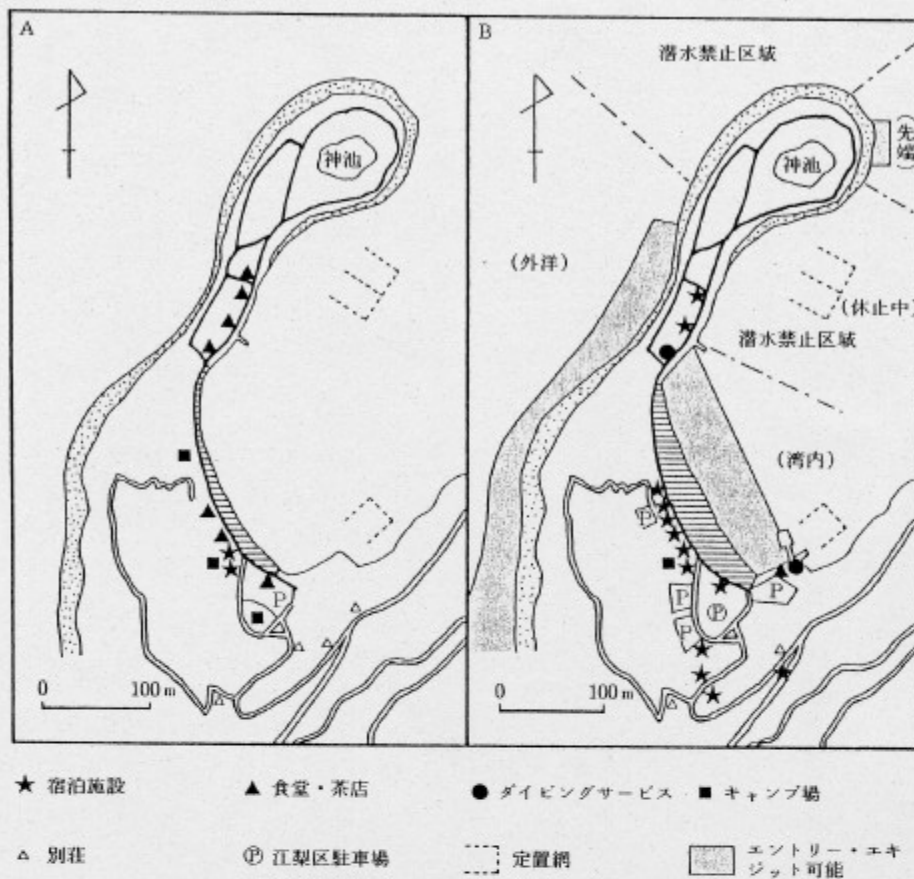 A
神池
P
0 100 m
B
潜水禁止区域
先端
神池
(外洋)
(休止中
潜水禁止区域
(湾内)
P
P
P
P
P
0 100 m
★ 宿泊施設
▲ 食堂・茶店
● ダイビングサービス
■ キャンプ場
△ 別荘
Ⓟ 江梨区駐車場
定置網
エントリー・エキ
ジット可能